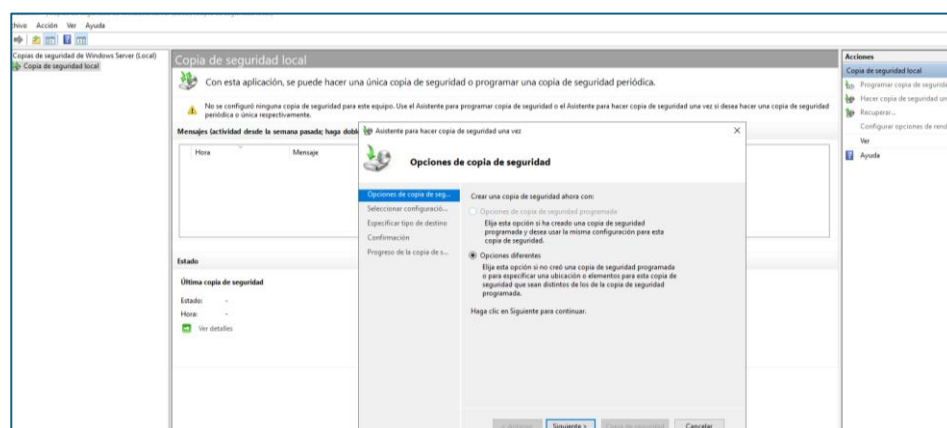 Acción Ver Ayuda
Copias de seguridad de Windows Server (Local)
Copia de seguridad local
Copia de seguridad local
Con esta aplicación, se puede hacer una única copia de seguridad o programar una copia de seguridad periódica.
No se configuró ninguna copia de seguridad para este equipo. Use el Asistente para programar copia de seguridad o el Asistente para hacer copia de seguridad una vez si desea hacer una copia de seguridad
periódica o única respectivamente.
Mensajes (actividad desde la semana pasada; haga
Hora Mensaje
Estado
Última copia de seguridad
Estado: -
Hora: -
Ver detalles
Asistente para hacer copia de seguridad una vez
Opciones de copia de seguridad
Opciones de copia de seg...
Seleccionar configuració...
Especificar tipo de destino
Confirmación
Progreso de la copia de s...
Crear una copia de seguridad ahora con:
Opciones de copia de seguridad programada
Elija esta opción si ha creado una copia de seguridad
programada y desea usar la misma configuración para esta
copia de seguridad.
Opciones diferentes
Elija esta opción si no creó una copia de seguridad programada
o para especificar una ubicación o elementos para esta copia de
seguridad que sean distintos de los de la copia de seguridad
programada.
Haga clic en Siguiente para continuar.
Siguiente > Cancelar
Acciones
Copia de seguridad local
Programar copia de
Hacer copia de seguridad
Recuperar...
Configurar opciones de
Ver
Ayuda